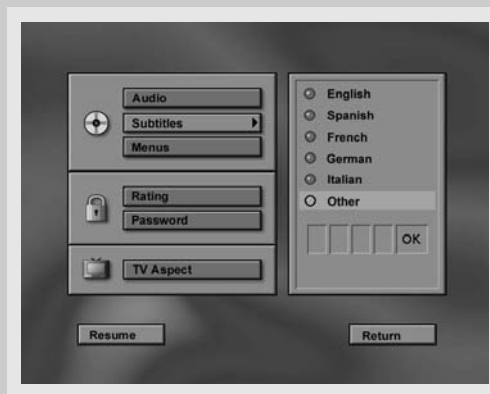 Audio
Subtitles
Menus
Rating
Password
TV Aspect
English
Spanish
French
German
Italian
Other
OK
Resume
Return